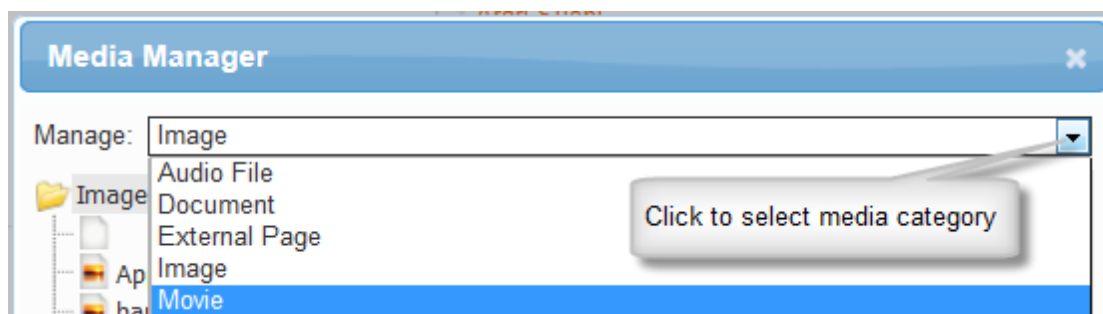 Media Manager
Manage: Image
Audio File
Image Document
External Page
Click to select media category
Ap Image
Movie